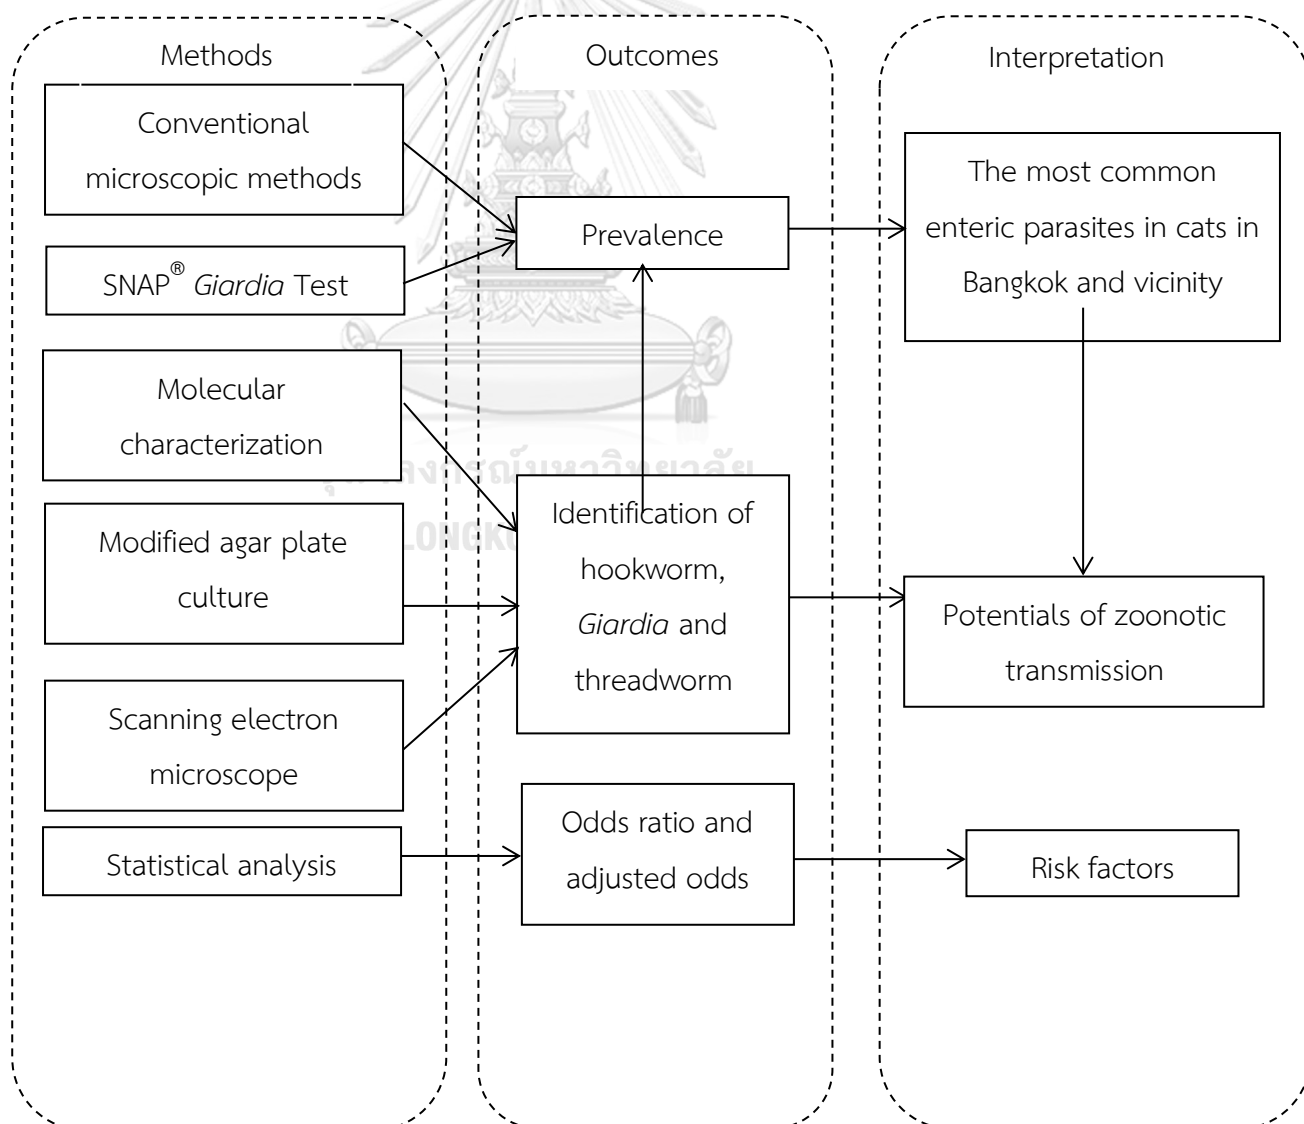 Methods
Conventional
microscopic methods
SNAP® Giardia Test
Molecular
characterization
Modified agar plate
culture
Scanning electron
microscope
Statistical analysis
Outcomes
Prevalence
Identification of
hookworm,
Giardia and
threadworm
Odds ratio and
adjusted odds
Interpretation
The most common
enteric parasites in cats in
Bangkok and vicinity
Potentials of zoonotic
transmission
Risk factors